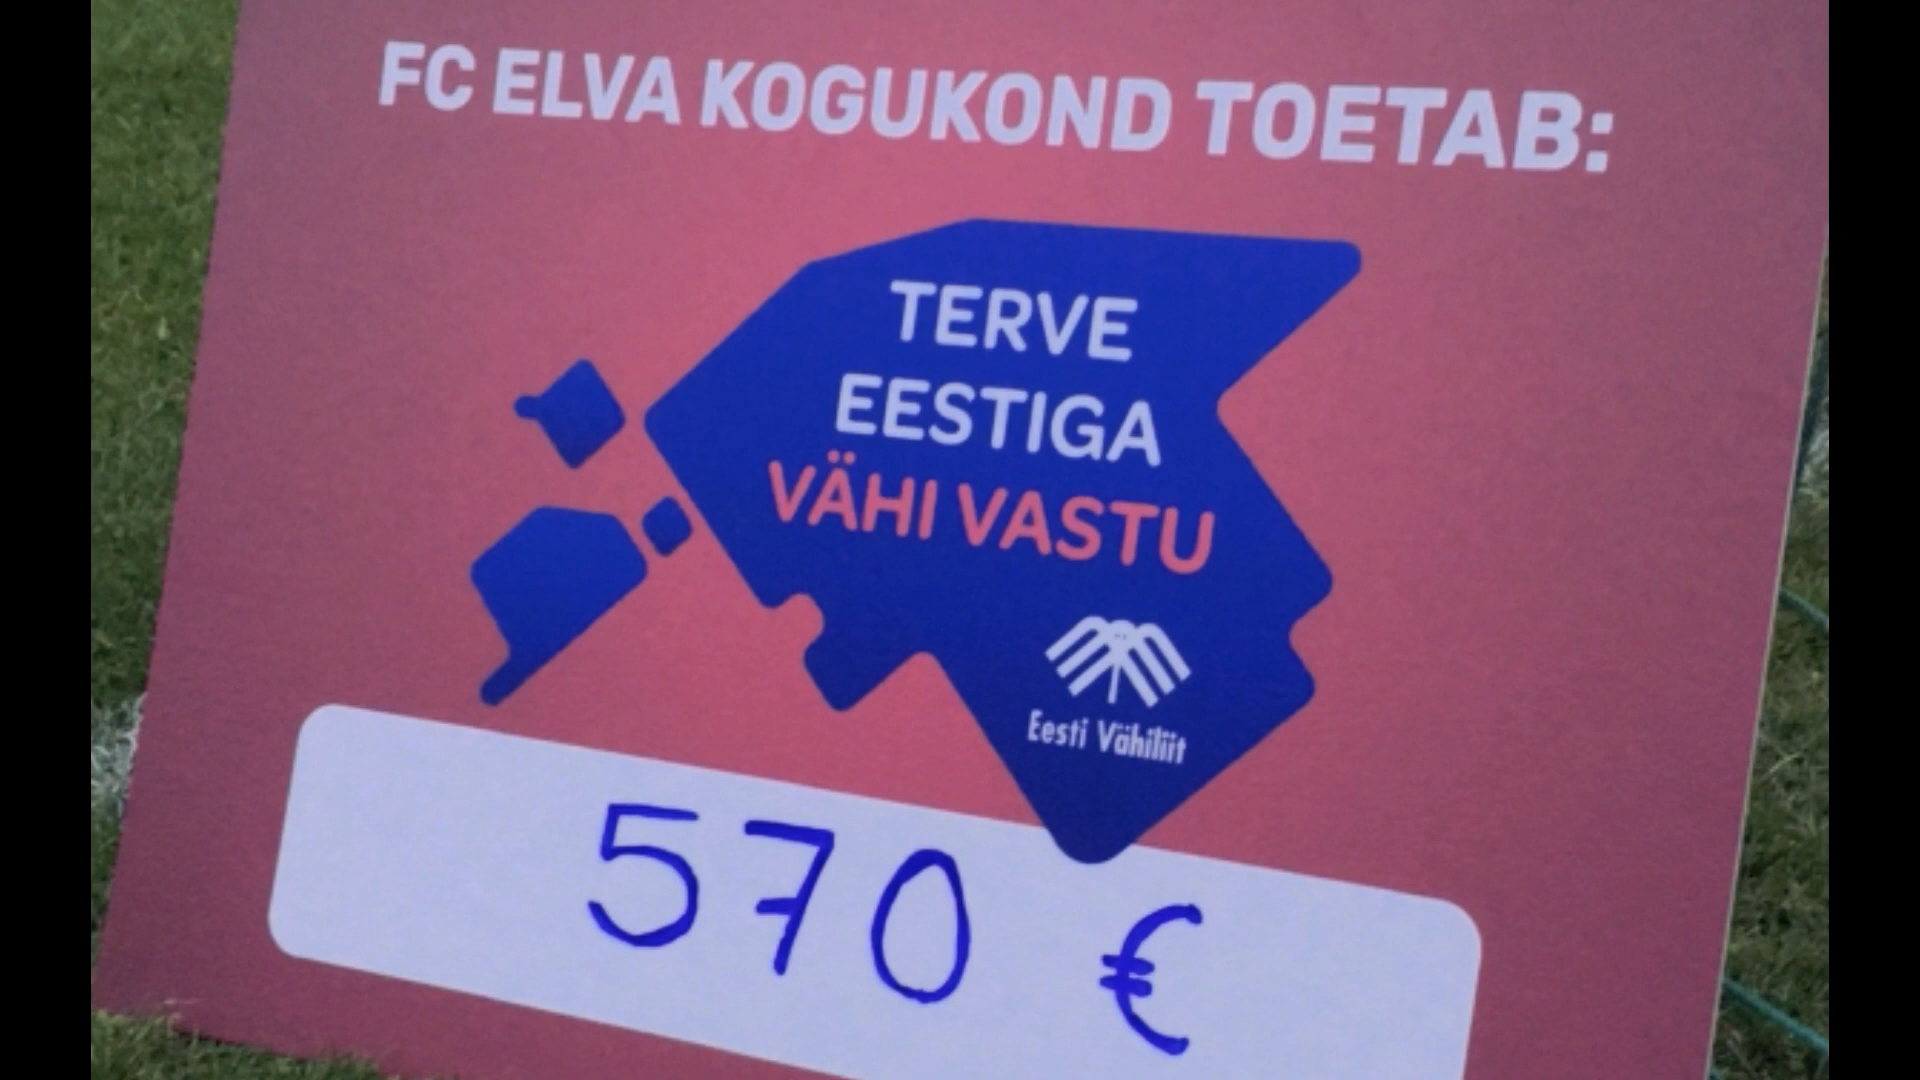 FC ELVA KOGUKOND TOETAB:
TERVE
EESTIGA
VÄHI VASTU
Eesti Vähiliit
570 €